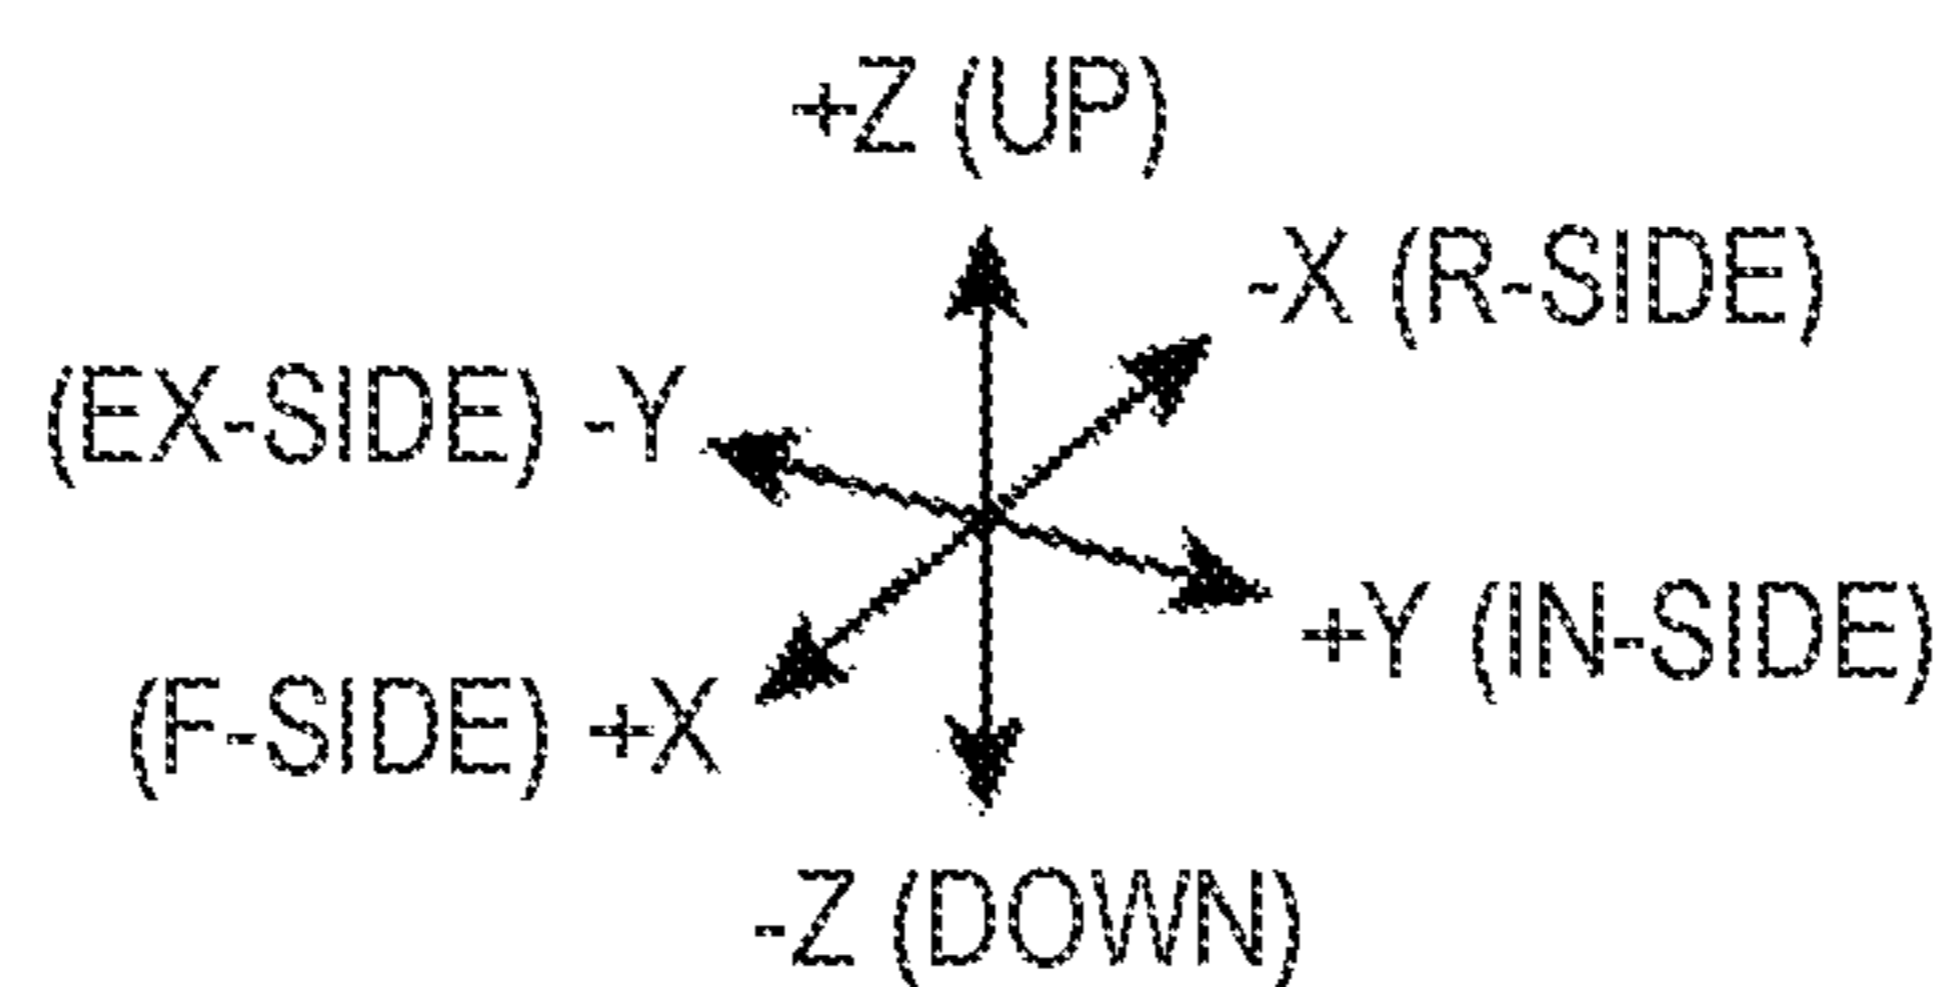 +Z (UP)
-X (R-SIDE)
(EX-SIDE) -Y
+Y (IN-SIDE)
(F-SIDE) +X
-Z (DOWN)